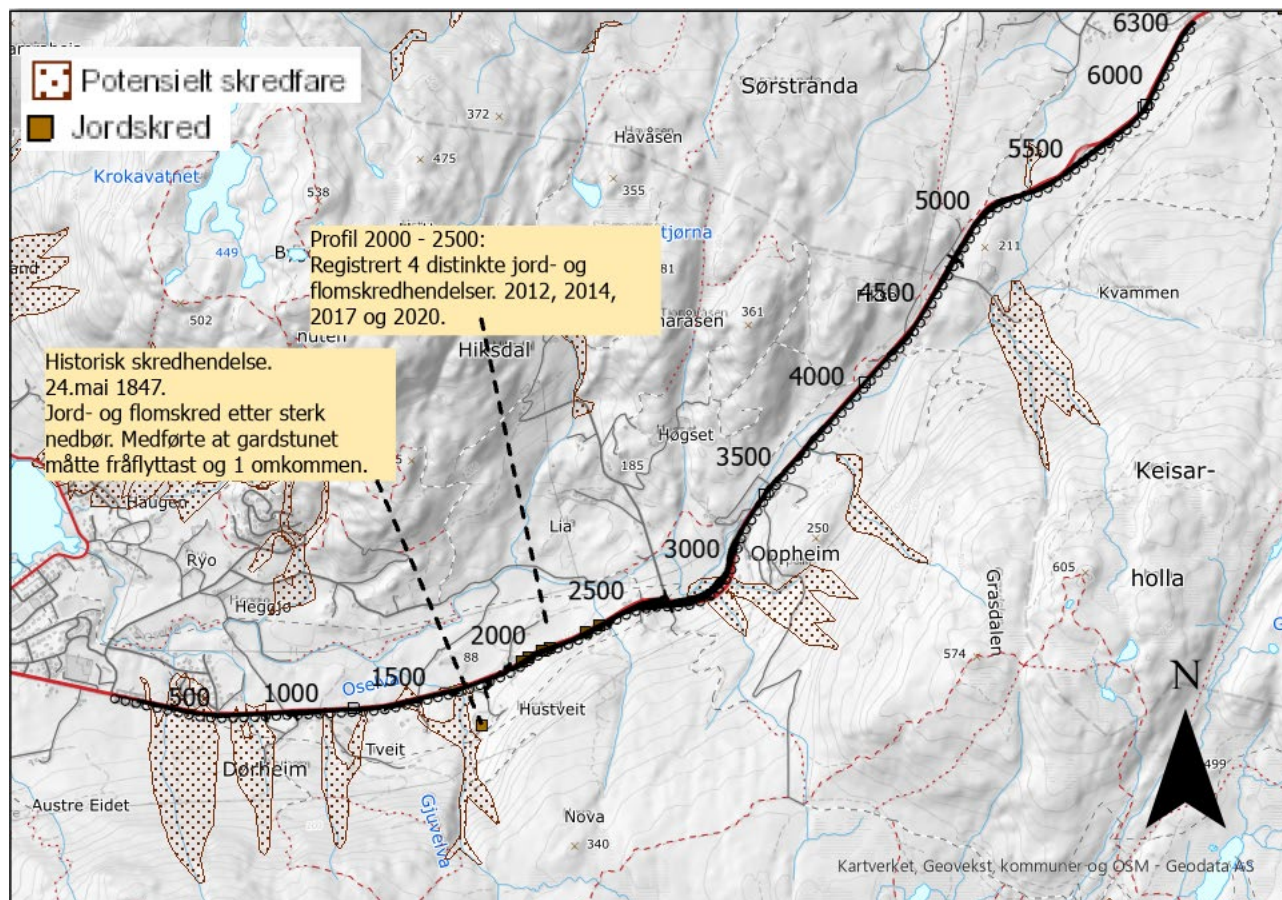 6300
6000
Potensielt skredfare
Sørstranda
372
Jordskred
Havåsen
475
5500
Krokavatnet
355
538
5000
Profil 2000 - 2500:
Registrert 4 distinkte jord- og
flomskredhendelser. 2012, 2014,
2017 og 2020.
tjørna
449
211
81
4500
Kvammen
502
361
nuten
Hiksdal
Historisk skredhendelse.
24.mai 1847.
Jord- og flomskred etter sterk
nedbør. Medførte at gardstunet
måtte fråflyttast og 1 omkommen.
4000
Høgset
3500
185
Keisar-
Haugen
Lia
250
Ryo
3000
Oppheim
605
holla
2500
Heggjo
Grasdalen
2000
574
88
1500
N
Oselva
500
1000
Hustveit
Tveit
Dørheim
499
Austre Eidet
Gjuvelva
Nova
340
Kartverket, Geovekst, kommuner og OSM - Geodata AS